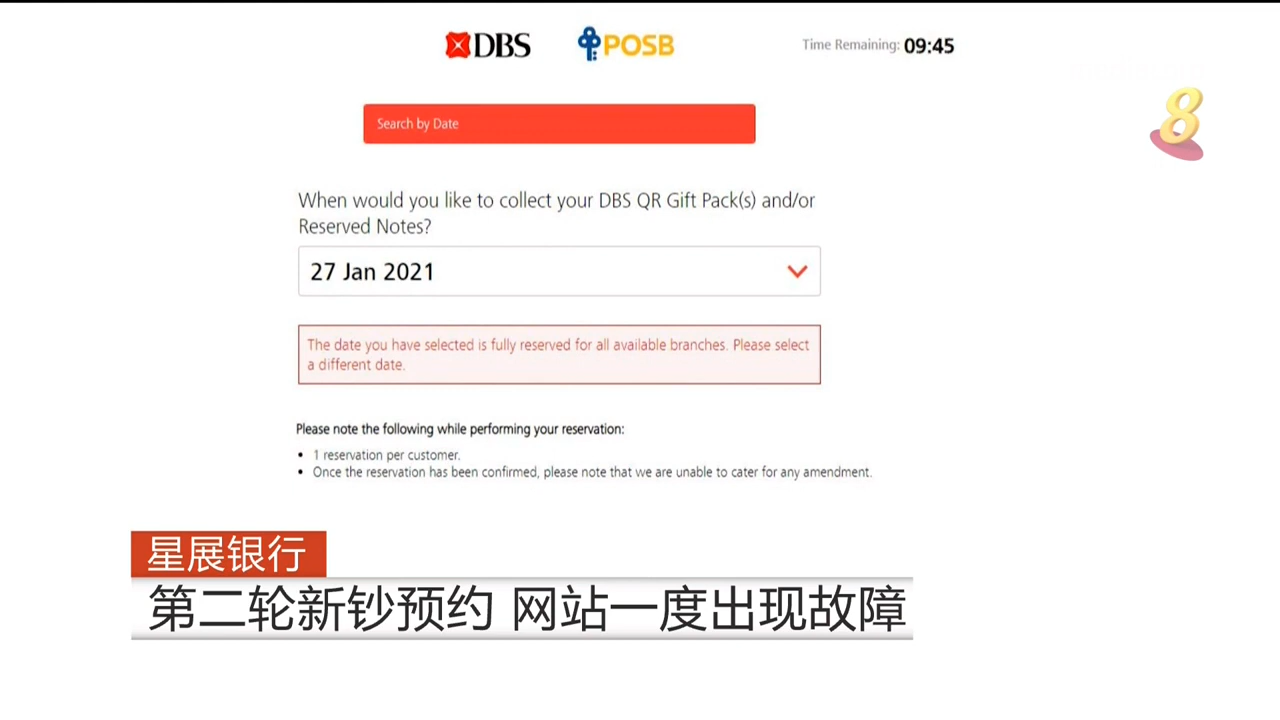 DBS POSB Time Remaining: 09:45
8
Search by Date
When would you like to collect your DBS QR Gift Pack(s) and/or
Reserved Notes?
27 Jan 2021
The date you have selected is fully reserved for all available branches. Please select
a different date.
Please note the following while performing your reservation:
• 1 reservation per customer.
• Once the reservation has been confirmed, please note that we are unable to cater for any amendment.
星展银行
第二轮新钞预约 网站一度出现故障